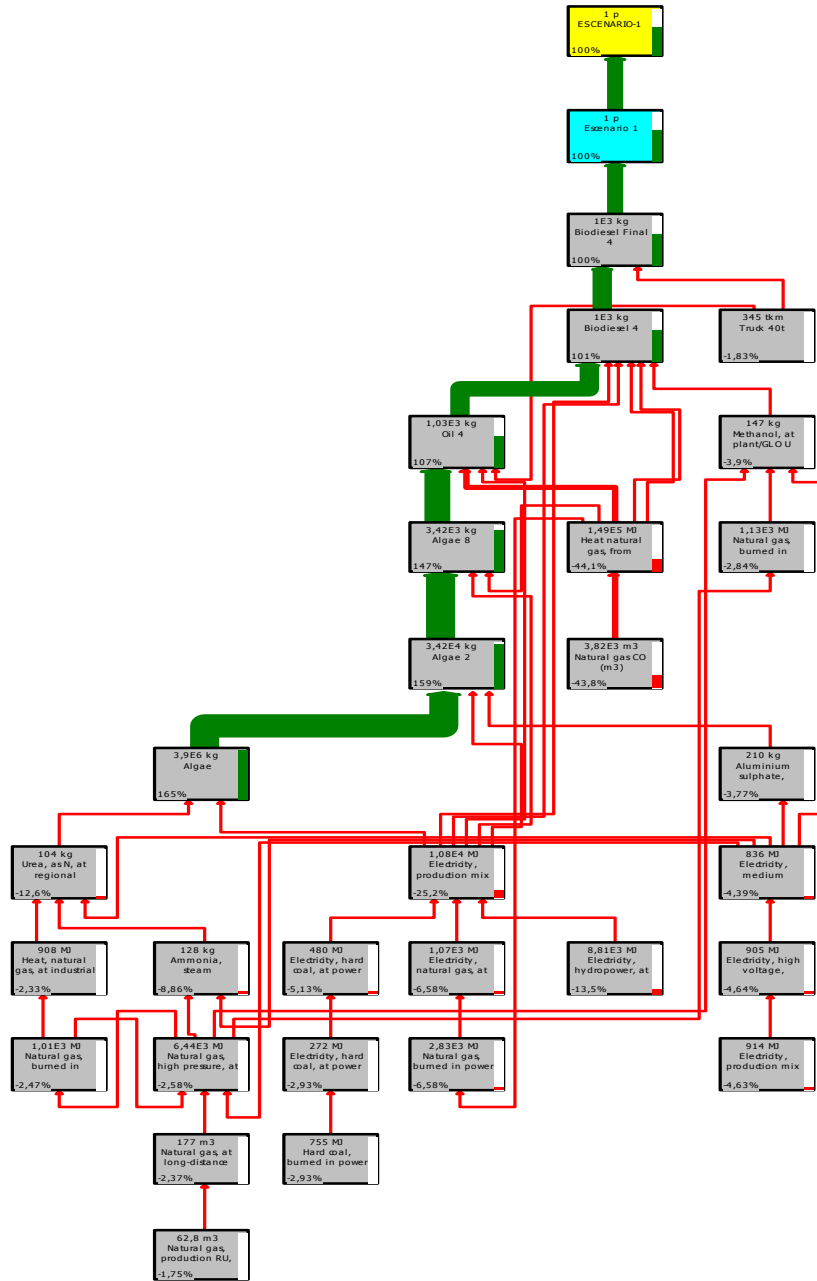 1 p
ESCENARIO-1
100%
1 p
Escenario 1
100%
1E3 kg
Biodiesel Final
4
100%
1E3 kg
Biodiesel 4
101%
345 tkm
Truck 40t
-1,83%
1,03E3 kg
Oil 4
107%
147 kg
Methanol, at
plant/GLO U
-3,9%
3,42E3 kg
Algae 8
147%
1,49E5 MJ
Heat natural
gas, from
-44,1%
1,13E3 MJ
Natural gas,
burned in
-2,84%
3,42E4 kg
Algae 2
159%
3,82E3 m3
Natural gas CO
(m3)
-43,8%
3,9E6 kg
Algae
165%
210 kg
Aluminium
sulphate,
-3,77%
104 kg
Urea, as N, at
regional
-12,6%
1,08E4 MJ
Electricity,
production mix
-25,2%
836 MJ
Electricity,
medium
-4,39%
908 MJ
Heat, natural
gas, at industrial
-2,33%
128 kg
Ammonia,
steam
-8,86%
480 MJ
Electricity, hard
coal, at power
-5,13%
1,07E3 MJ
Electricity,
natural gas, at
-6,58%
8,81E3 MJ
Electricity,
hydropower, at
-13,5%
905 MJ
Electricity, high
voltage,
-4,64%
1,01E3 MJ
Natural gas,
burned in
-2,47%
6,44E3 MJ
Natural gas,
high pressure, at
-2,58%
272 MJ
Electricity, hard
coal, at power
-2,93%
2,83E3 MJ
Natural gas,
burned in power
-6,58%
914 MJ
Electricity,
production mix
-4,63%
177 m3
Natural gas, at
long-distance
-2,37%
755 MJ
Hard coal,
burned in power
-2,93%
62,8 m3
Natural gas,
production RU,
-1,75%